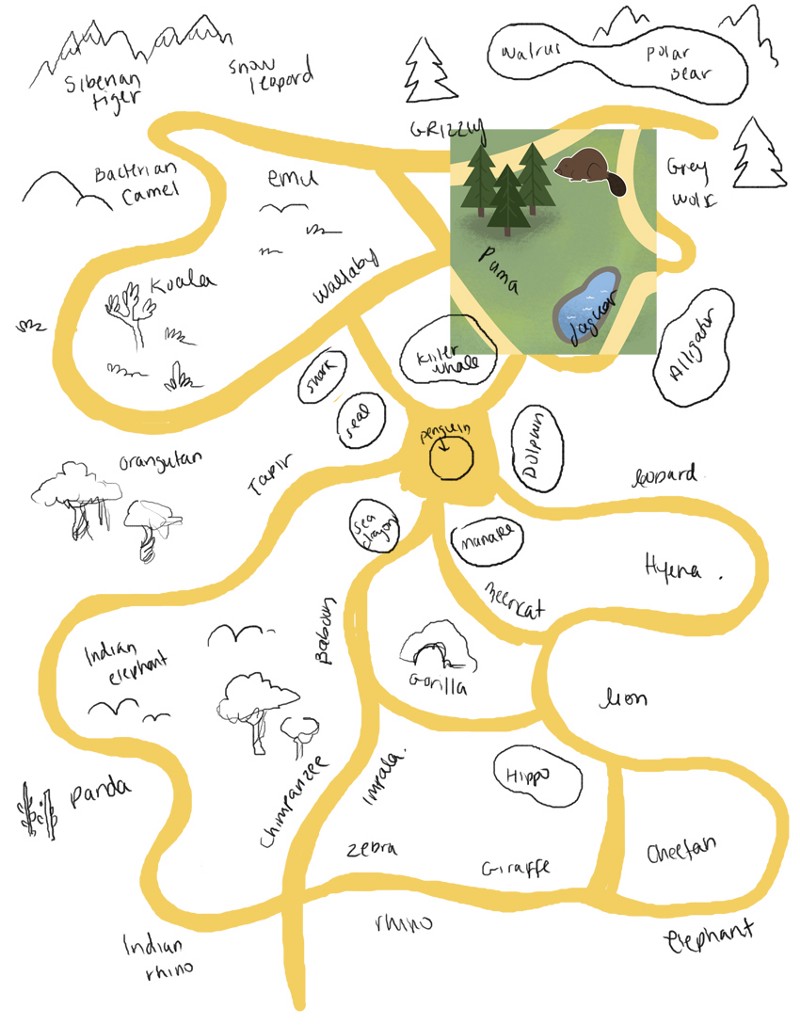 Siberian
tiger
snow
leopard
walrus
polar
bear
GRIZZLY
Bacterian
Camel
emu
Grey
wolf
Koala
Wallaby
Puma
Jaguar
Alligator
Killer
whale
shark
seal
penguin
Dolphin
orangutan
Tapir
leopard
sea
dragon
manatee
Hyena.
Meercat
Baboon
Indian
elephant
Gorilla
lion
Panda
Chimpanzee
Impala.
Hippo
zebra
Giraffe
Cheetah
Indian
rhino
rhino
elephant